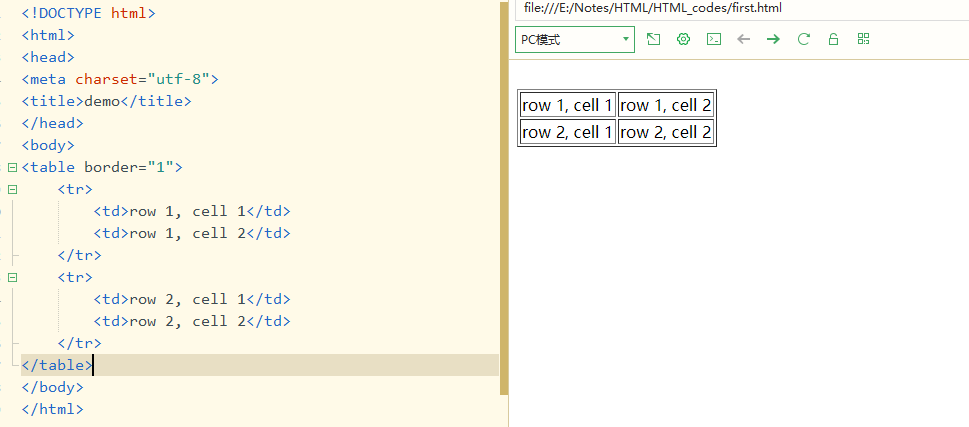 <!DOCTYPE html>
<html>
<head>
<meta charset="utf-8">
<title>demo</title>
</head>
<body>
<table border="1">
<tr>
<td>row 1, cell 1</td>
<td>row 1, cell 2</td>
</tr>
<tr>
<td>row 2, cell 1</td>
<td>row 2, cell 2</td>
</tr>
</table>
</body>
</html>
file:///E:/Notes/HTML/HTML_codes/first.html
PC模式
row 1, cell 1 row 1, cell 2
row 2, cell 1 row 2, cell 2